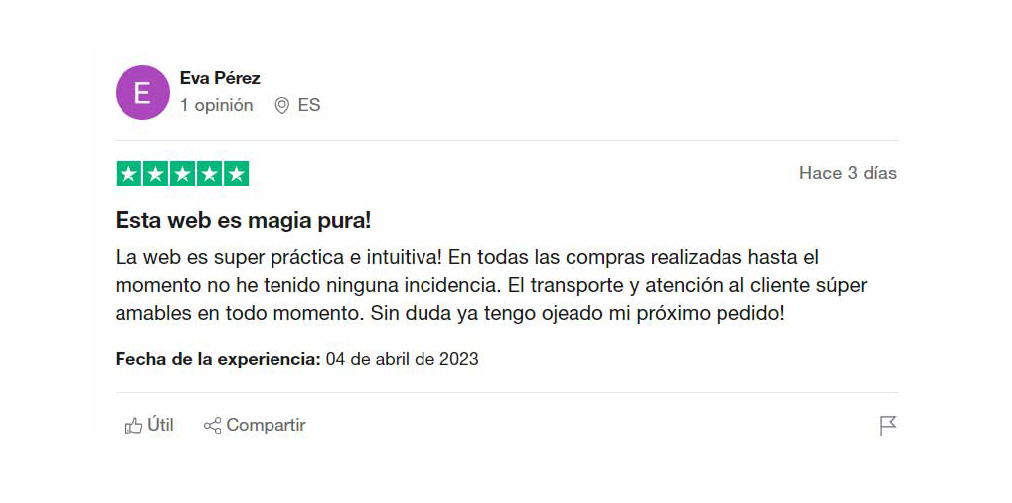 E
Eva Pérez
1 opinión ES
Hace 3 días
Esta web es magia pura!
La web es super práctica e intuitiva! En todas las compras realizadas hasta el
momento no he tenido ninguna incidencia. El transporte y atención al cliente súper
amables en todo momento. Sin duda ya tengo ojeado mi próximo pedido!
Fecha de la experiencia: 04 de abril de 2023
Útil Compartir